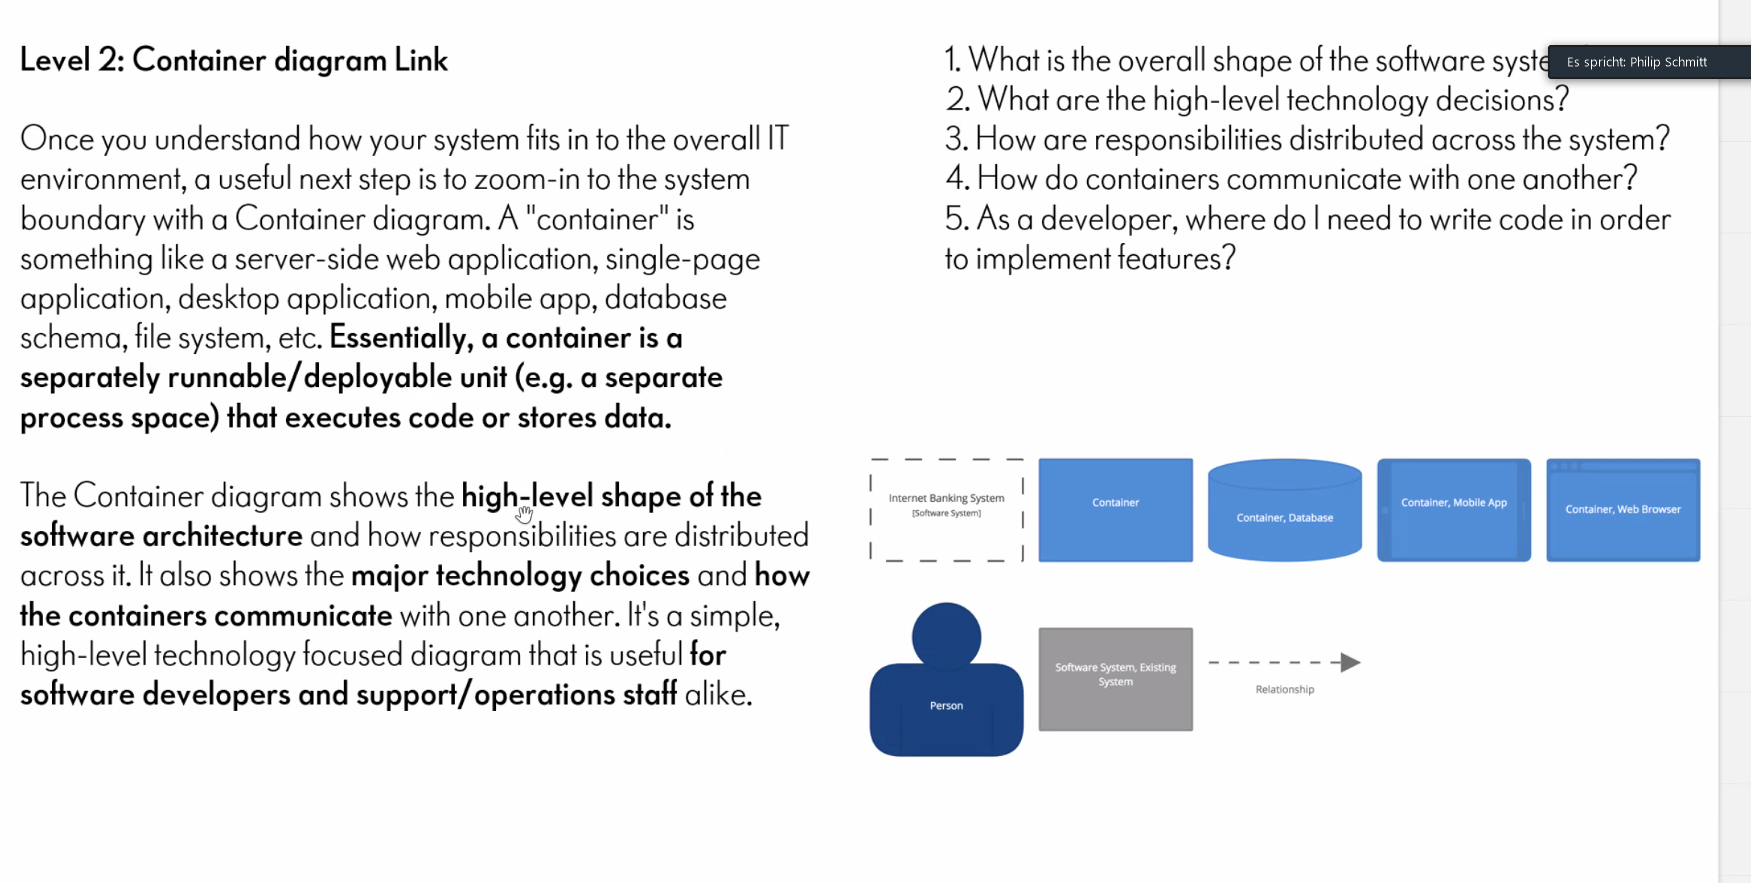 Level 2: Container diagram Link
Once you understand how your system fits in to the overall IT
environment, a useful next step is to zoom-in to the system
boundary with a Container diagram. A "container" is
something like a server-side web application, single-page
application, desktop application, mobile app, database
schema, file system, etc. Essentially, a container is a
separately runnable/deployable unit (e.g. a separate
process space) that executes code or stores data.
The Container diagram shows the high-level shape of the
software architecture and how responsibilities are distributed
across it. It also shows the major technology choices and how
the containers communicate with one another. It's a simple,
high-level technology focused diagram that is useful for
software developers and support/operations staff alike.
1. What is the overall shape of the software
2. What are the high-level technology decisions?
3. How are responsibilities distributed across the system?
4. How do containers communicate with one another?
5. As a developer, where do I need to write code in order
to implement features?
Es spricht: Philip Schmitt
Internet Banking System
[Software System]
Container
Container, Database
Container, Mobile App
Container, Web Browser
Person
Software System, Existing
System
Relationship